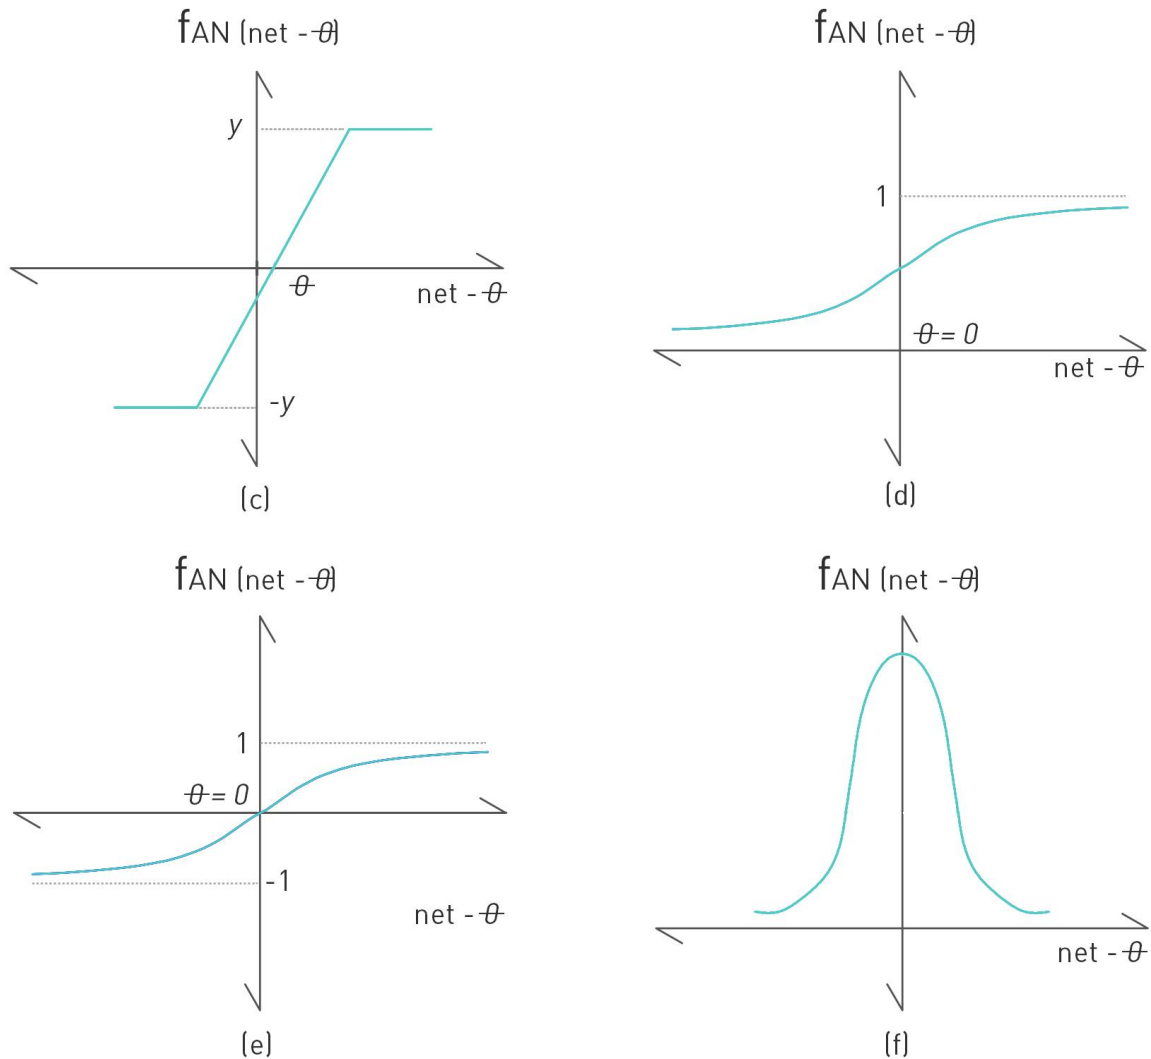 fAN (net - θ)
y
θ
net - θ
-y
(c)
fAN (net - θ)
1
θ = 0
net - θ
(d)
fAN (net - θ)
1
θ = 0
-1
net - θ
(e)
fAN (net - θ)
net - θ
(f)